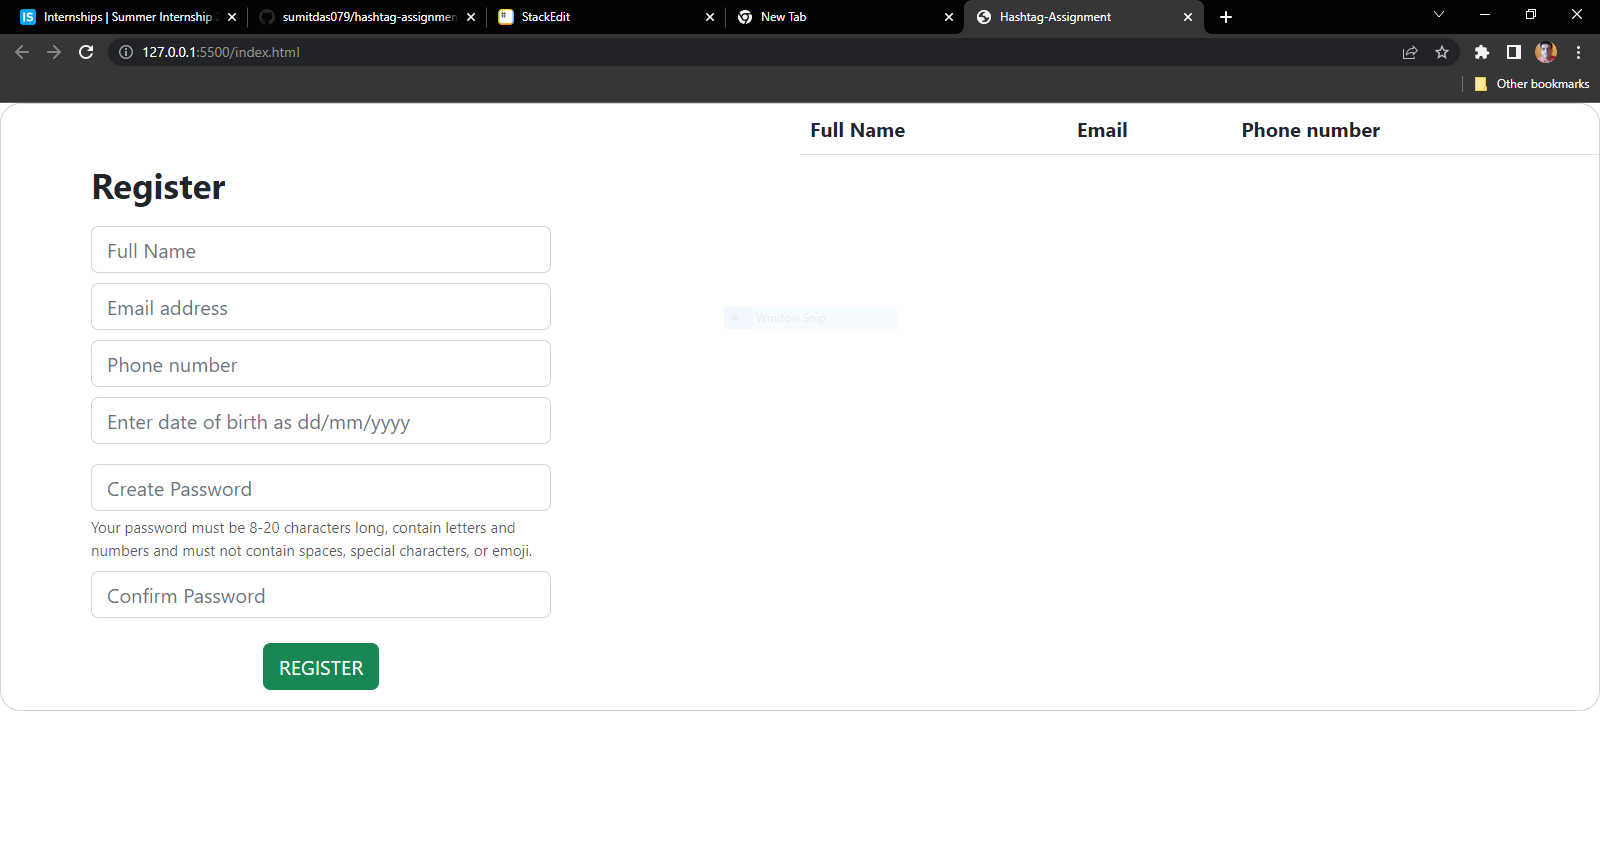 Internships | Summer Internship
sumitdas079/hashtag-assignmen
StackEdit
New Tab
Hashtag-Assignment
127.0.0.1:5500/index.html
Other bookmarks
Full Name Email Phone number
Register
Full Name
Email address
Phone number
Enter date of birth as dd/mm/yyyy
Create Password
Your password must be 8-20 characters long, contain letters and
numbers and must not contain spaces, special characters, or emoji.
Confirm Password
REGISTER
Window Snip